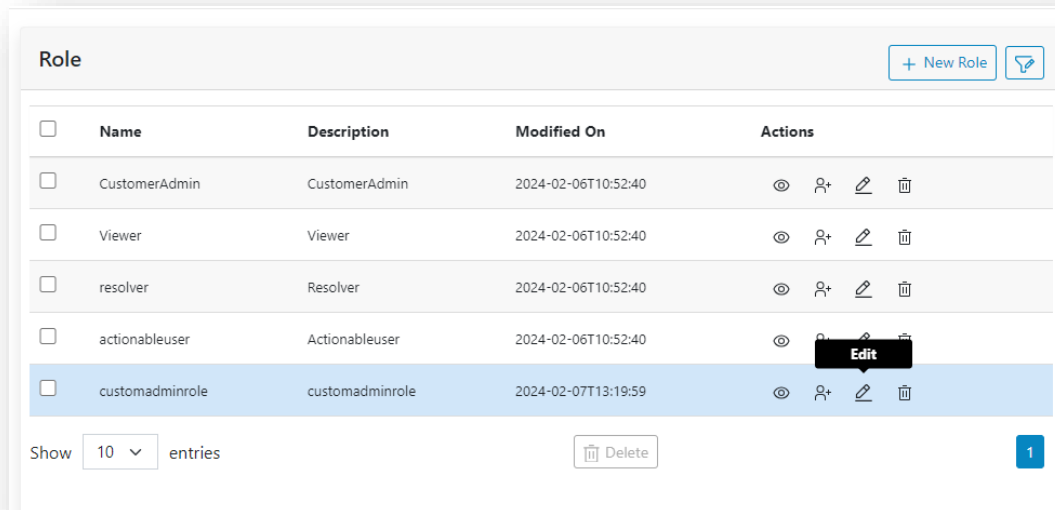 Role
+ New Role
Name Description Modified On Actions
CustomerAdmin CustomerAdmin 2024-02-06T10:52:40
Viewer Viewer 2024-02-06T10:52:40
resolver Resolver 2024-02-06T10:52:40
actionableuser Actionableuser 2024-02-06T10:52:40
Edit
customadminrole customadminrole 2024-02-07T13:19:59
Show 10 entries Delete 1